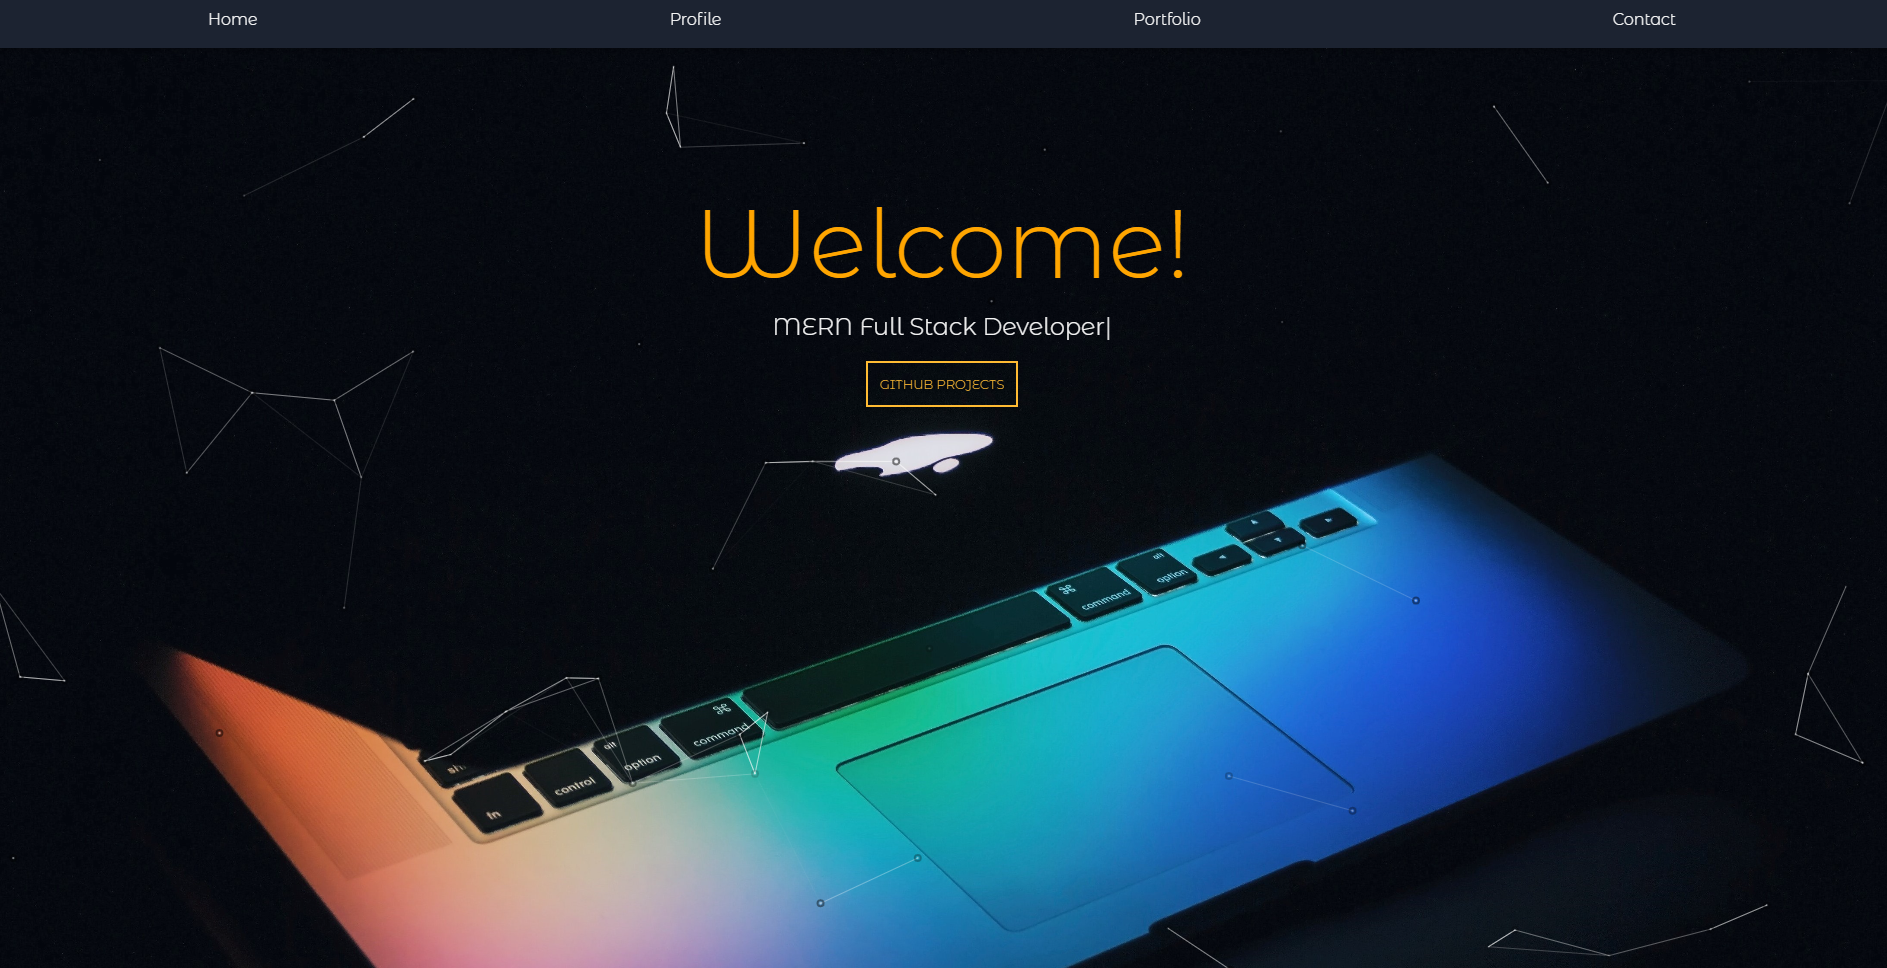 Home Profile Portfolio Contact
Welcome!
MERN Full Stack Developer|
GITHUB PROJECTS
alt
option
⌘
command
⌘
command
alt
option
control
fn